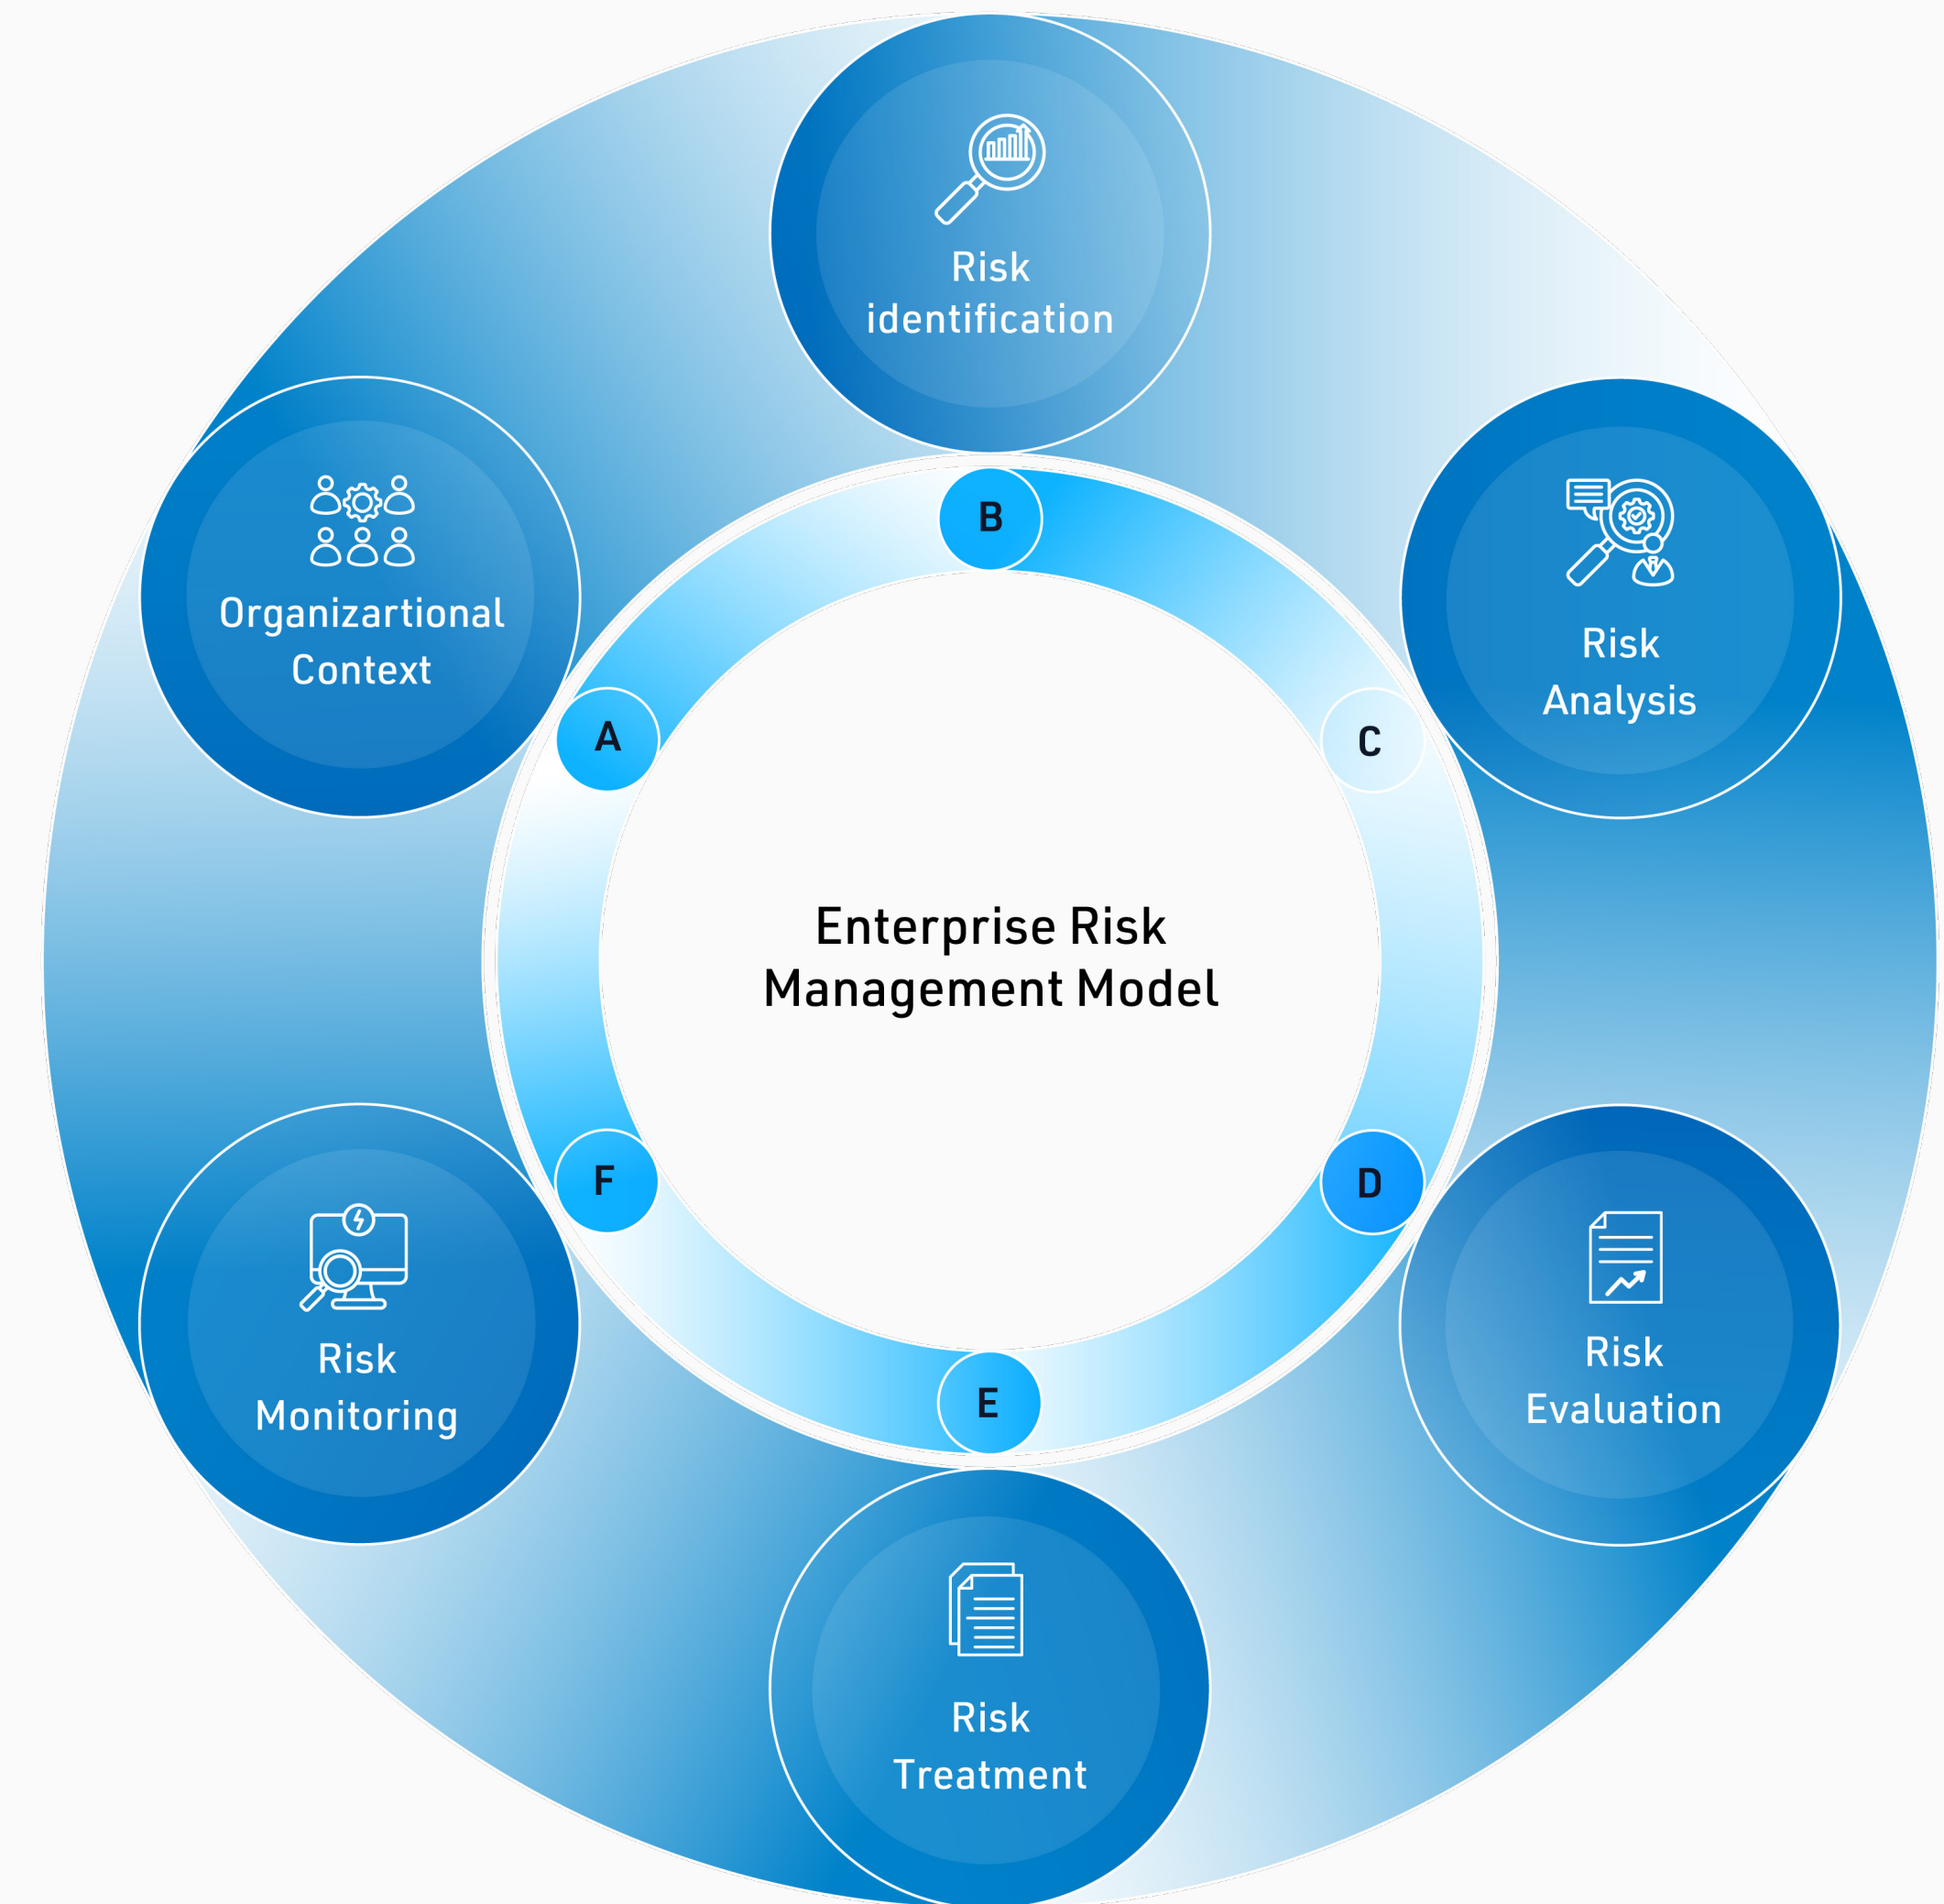 Risk
identification
Organizartional
Context
Risk
Analysis
B
A
C
Enterprise Risk
Management Model
F
D
E
Risk
Monitoring
Risk
Evaluation
Risk
Treatment